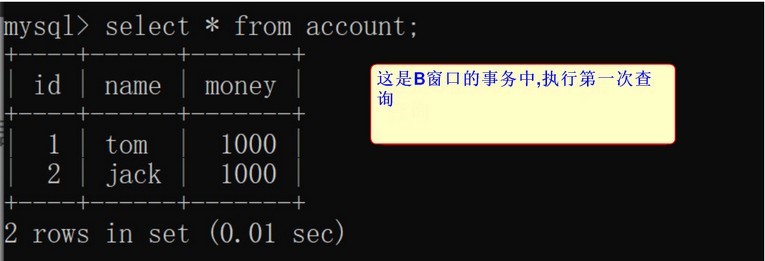 mysql> select * from account;
+----+------+-------+
| id | name | money |
+----+------+-------+
| 1 | tom | 1000 |
| 2 | jack | 1000 |
+----+------+-------+
2 rows in set (0.01 sec)
这是B窗口的事务中,执行第一次查
询